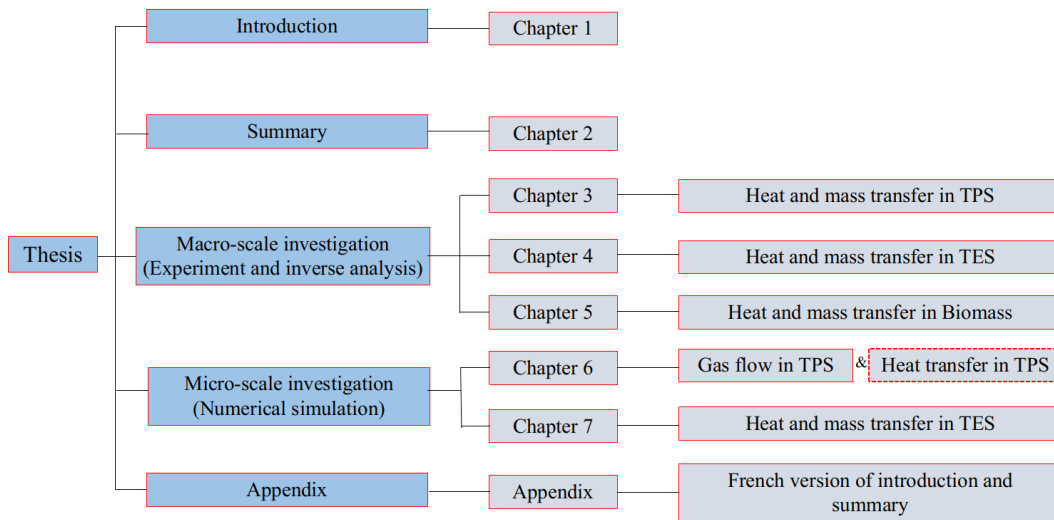 Introduction
Chapter 1
Summary
Chapter 2
Thesis
Macro-scale investigation
(Experiment and inverse analysis)
Chapter 3
Heat and mass transfer in TPS
Chapter 4
Heat and mass transfer in TES
Chapter 5
Heat and mass transfer in Biomass
Micro-scale investigation
(Numerical simulation)
Chapter 6
Gas flow in TPS
&
Heat transfer in TPS
Chapter 7
Heat and mass transfer in TES
Appendix
Appendix
French version of introduction and
summary